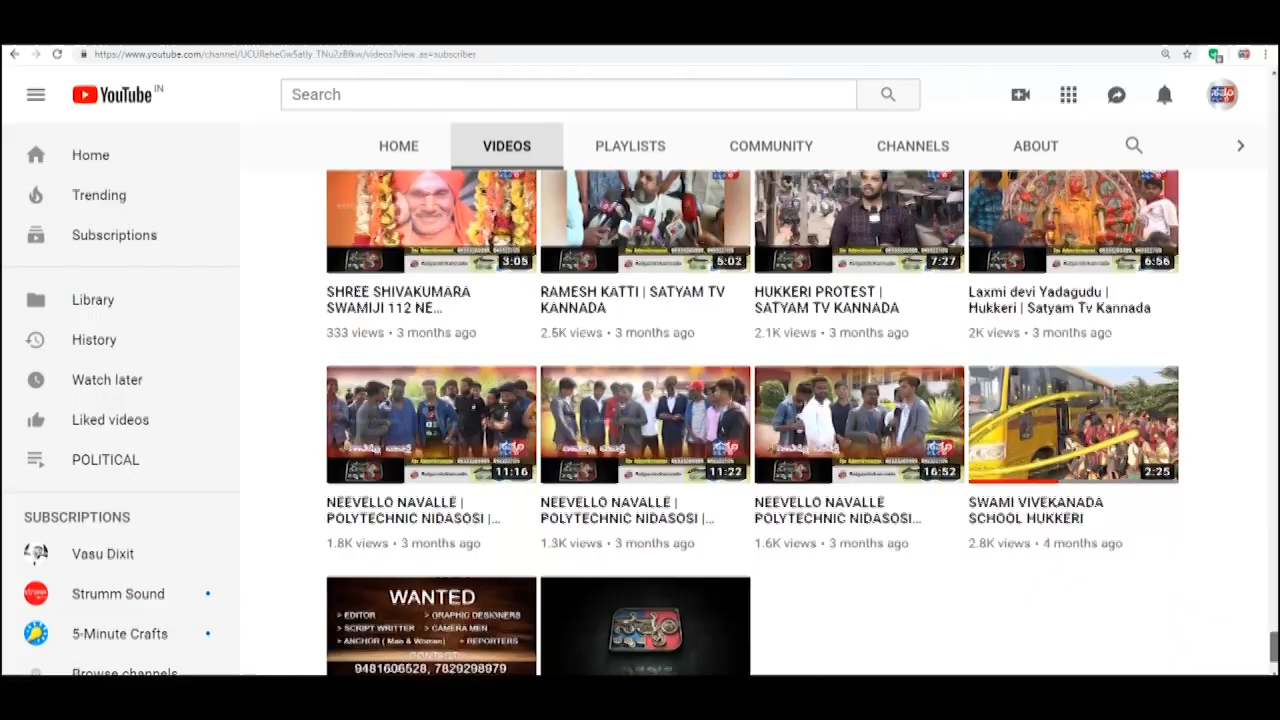 https://www.youtube.com/channel/UCUReheGwSatly_TNu2zBfkw/videos?view_as=subscriber
YouTube IN
Search
HOME
VIDEOS
PLAYLISTS
COMMUNITY
CHANNELS
ABOUT
Home
Trending
Subscriptions
Library
History
Watch later
Liked videos
POLITICAL
SUBSCRIPTIONS
Vasu Dixit
Strumm Sound
5-Minute Crafts
Browse channels
3:05
5:02
7:27
6:56
SHREE SHIVAKUMARA
SWAMIJI 112 NE...
333 views • 3 months ago
RAMESH KATTI | SATYAM TV
KANNADA
2.5K views • 3 months ago
HUKKERI PROTEST |
SATYAM TV KANNADA
2.1K views • 3 months ago
Laxmi devi Yadagudu |
Hukkeri | Satyam Tv Kannada
2K views • 3 months ago
11:16
11:22
16:52
2:25
NEEVELLO NAVALLE |
POLYTECHNIC NIDASOSI |...
1.8K views • 3 months ago
NEEVELLO NAVALLE |
POLYTECHNIC NIDASOSI |...
1.3K views • 3 months ago
NEEVELLO NAVALLE
POLYTECHNIC NIDASOSI...
1.6K views • 3 months ago
SWAMI VIVEKANADA
SCHOOL HUKKERI
2.8K views • 4 months ago
WANTED
> EDITOR > GRAPHIC DESIGNERS
> SCRIPT WRITTER > CAMERA MEN
> ANCHOR ( Man & Woman) > REPORTERS
CONTACT
9481606528, 7829298979
ಸತ್ಯಂ